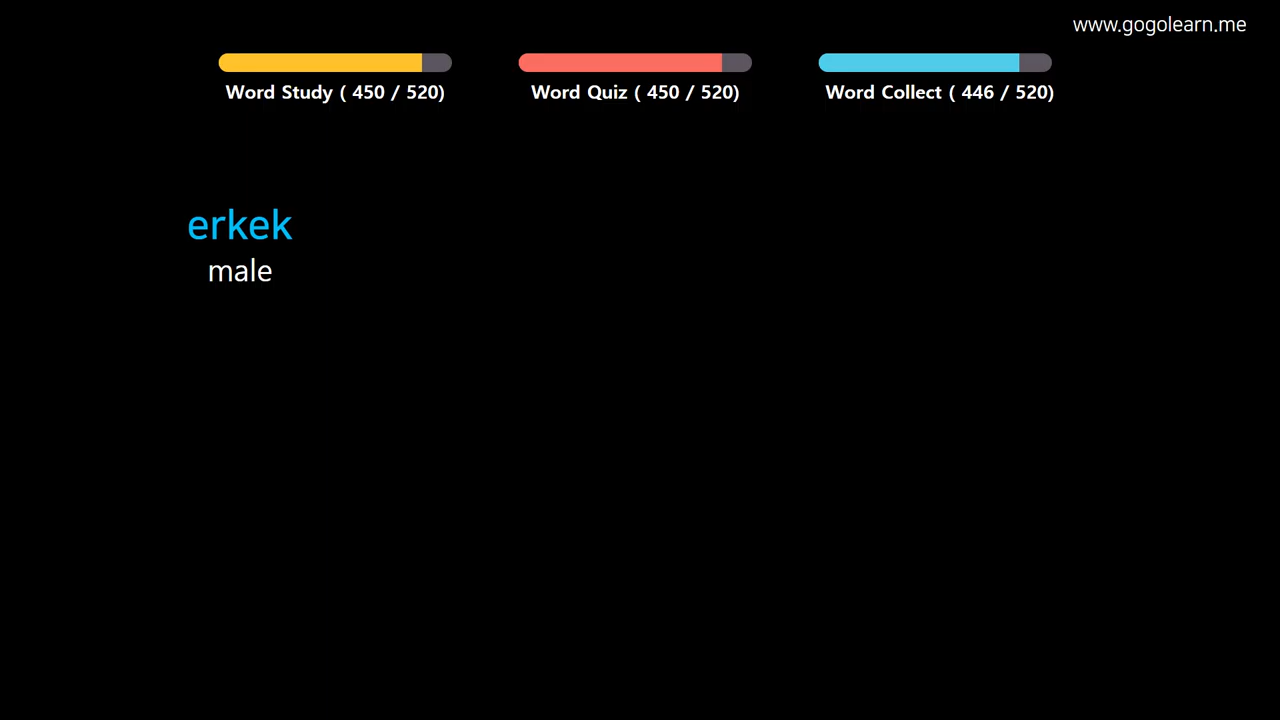 www.gogolearn.me
Word Study ( 450 / 520)
Word Quiz ( 450 / 520)
Word Collect ( 446 / 520)
erkek
male